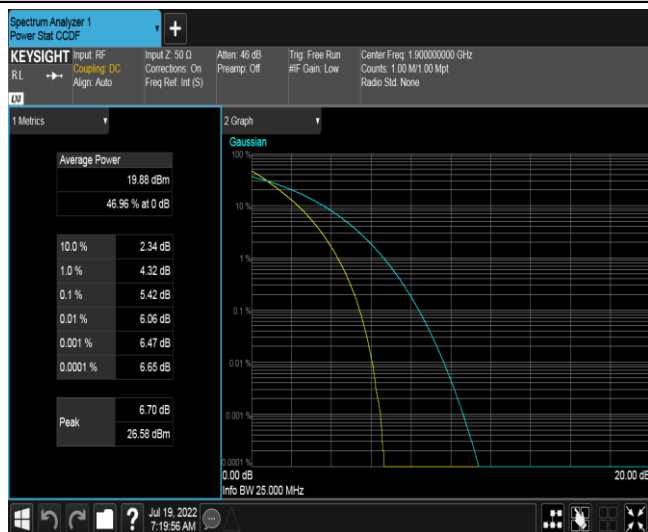 Spectrum Analyzer 1
Power Stat CCDF
KEYSIGHT
RL
LXI
Input: RF
Coupling: DC
Align: Auto
Input Z: 50 Ω
Corrections: On
Freq Ref: Int (S)
Atten: 46 dB
Preamp: Off
Trig: Free Run
#IF Gain: Low
Center Freq: 1.900000000 GHz
Counts: 1.00 M/1.00 Mpt
Radio Std: None
1 Metrics
Average Power
19.88 dBm
46.96 % at 0 dB
10.0 % 2.34 dB
1.0 % 4.32 dB
0.1 % 5.42 dB
0.01 % 6.06 dB
0.001 % 6.47 dB
0.0001 % 6.65 dB
Peak
6.70 dB
26.58 dBm
2 Graph
Gaussian
100 %
10 %
1 %
0.1 %
0.01 %
0.001 %
0.0001 %
0.00 dB
20.00 dB
Info BW 25.000 MHz
Jul 19, 2022
7:19:56 AM